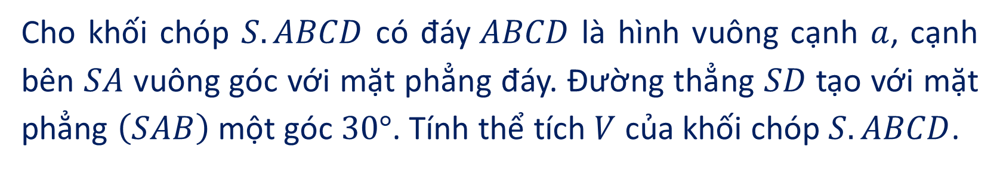 Cho khối chóp S.ABCD có đáy ABCD là hình vuông cạnh a, cạnh
bên SA vuông góc với mặt phẳng đáy. Đường thẳng SD tạo với mặt
phẳng (SAB) một góc 30°. Tính thể tích V của khối chóp S.ABCD.